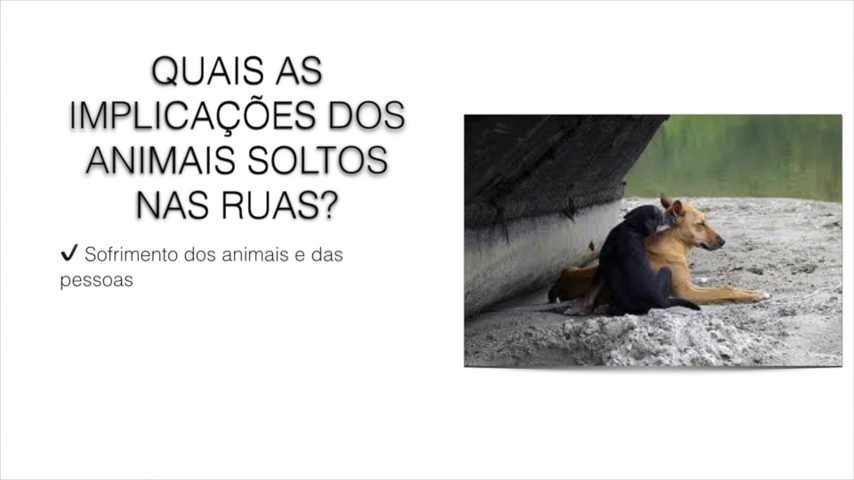 QUAIS AS
IMPLICAÇÕES DOS
ANIMAIS SOLTOS
NAS RUAS?
✔ Sofrimento dos animais e das
pessoas